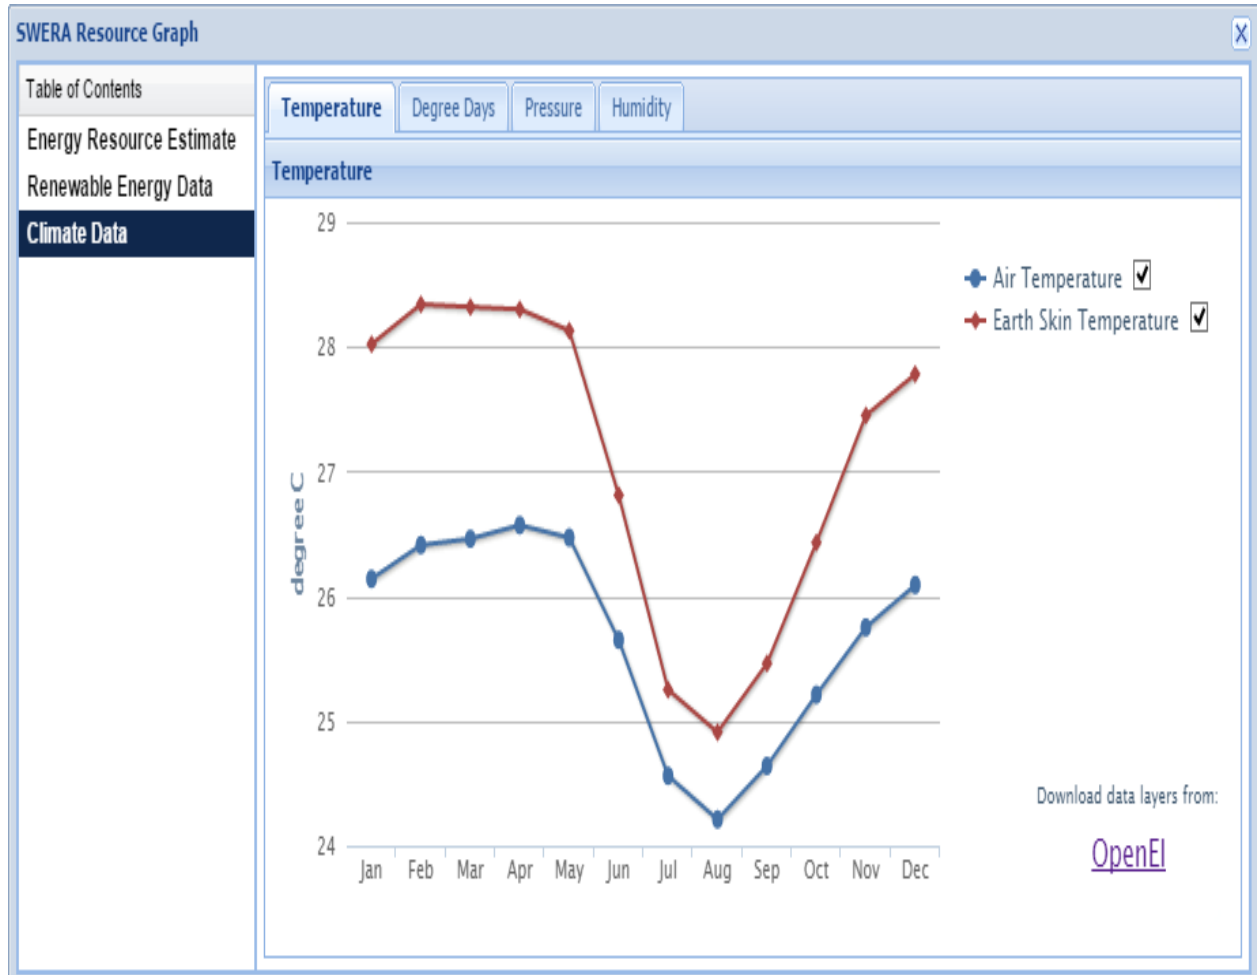 SWERA Resource Graph
Table of Contents
Energy Resource Estimate
Renewable Energy Data
Climate Data
Temperature Degree Days Pressure Humidity
Temperature
29
28
27
26
25
24
degree C
Jan Feb Mar Apr May Jun Jul Aug Sep Oct Nov Dec
Air Temperature
Earth Skin Temperature
Download data layers from:
OpenEI